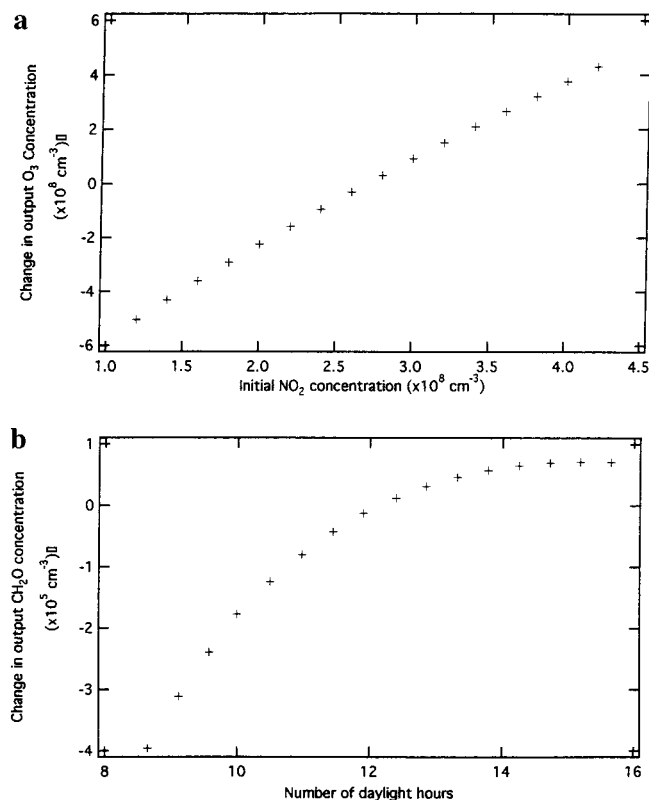 a
Change in output O3 Concentration
(x10^8 cm^-3)▯
6
4
2
0
-2
-4
-6
1.0 1.5 2.0 2.5 3.0 3.5 4.0 4.5
Initial NO2 concentration (x10^8 cm^-3)
b
Change in output CH2O concentration
(x10^5 cm^-3)▯
1
0
-1
-2
-3
-4
8 10 12 14 16
Number of daylight hours